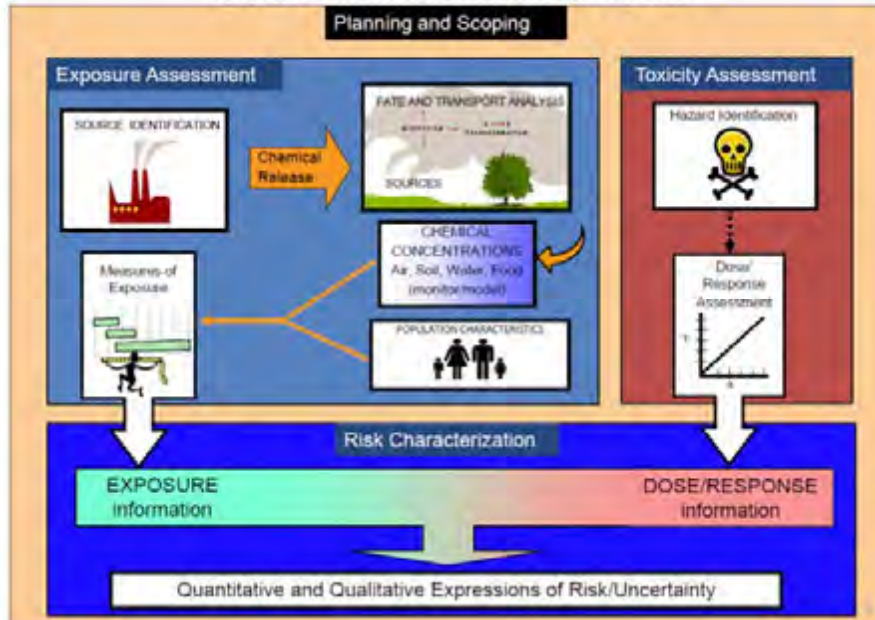 Planning and Scoping
Exposure Assessment
SOURCE IDENTIFICATION
Chemical
Release
FATE AND TRANSPORT ANALYSIS
SOURCES
CHEMICAL
CONCENTRATIONS
Air, Soil, Water, Food
(monitor/model)
Measures of
Exposure
POPULATION CHARACTERISTICS
Toxicity Assessment
Hazard Identification
Dose/
Response
Assessment
Risk Characterization
EXPOSURE
information
DOSE/RESPONSE
information
Quantitative and Qualitative Expressions of Risk/Uncertainty